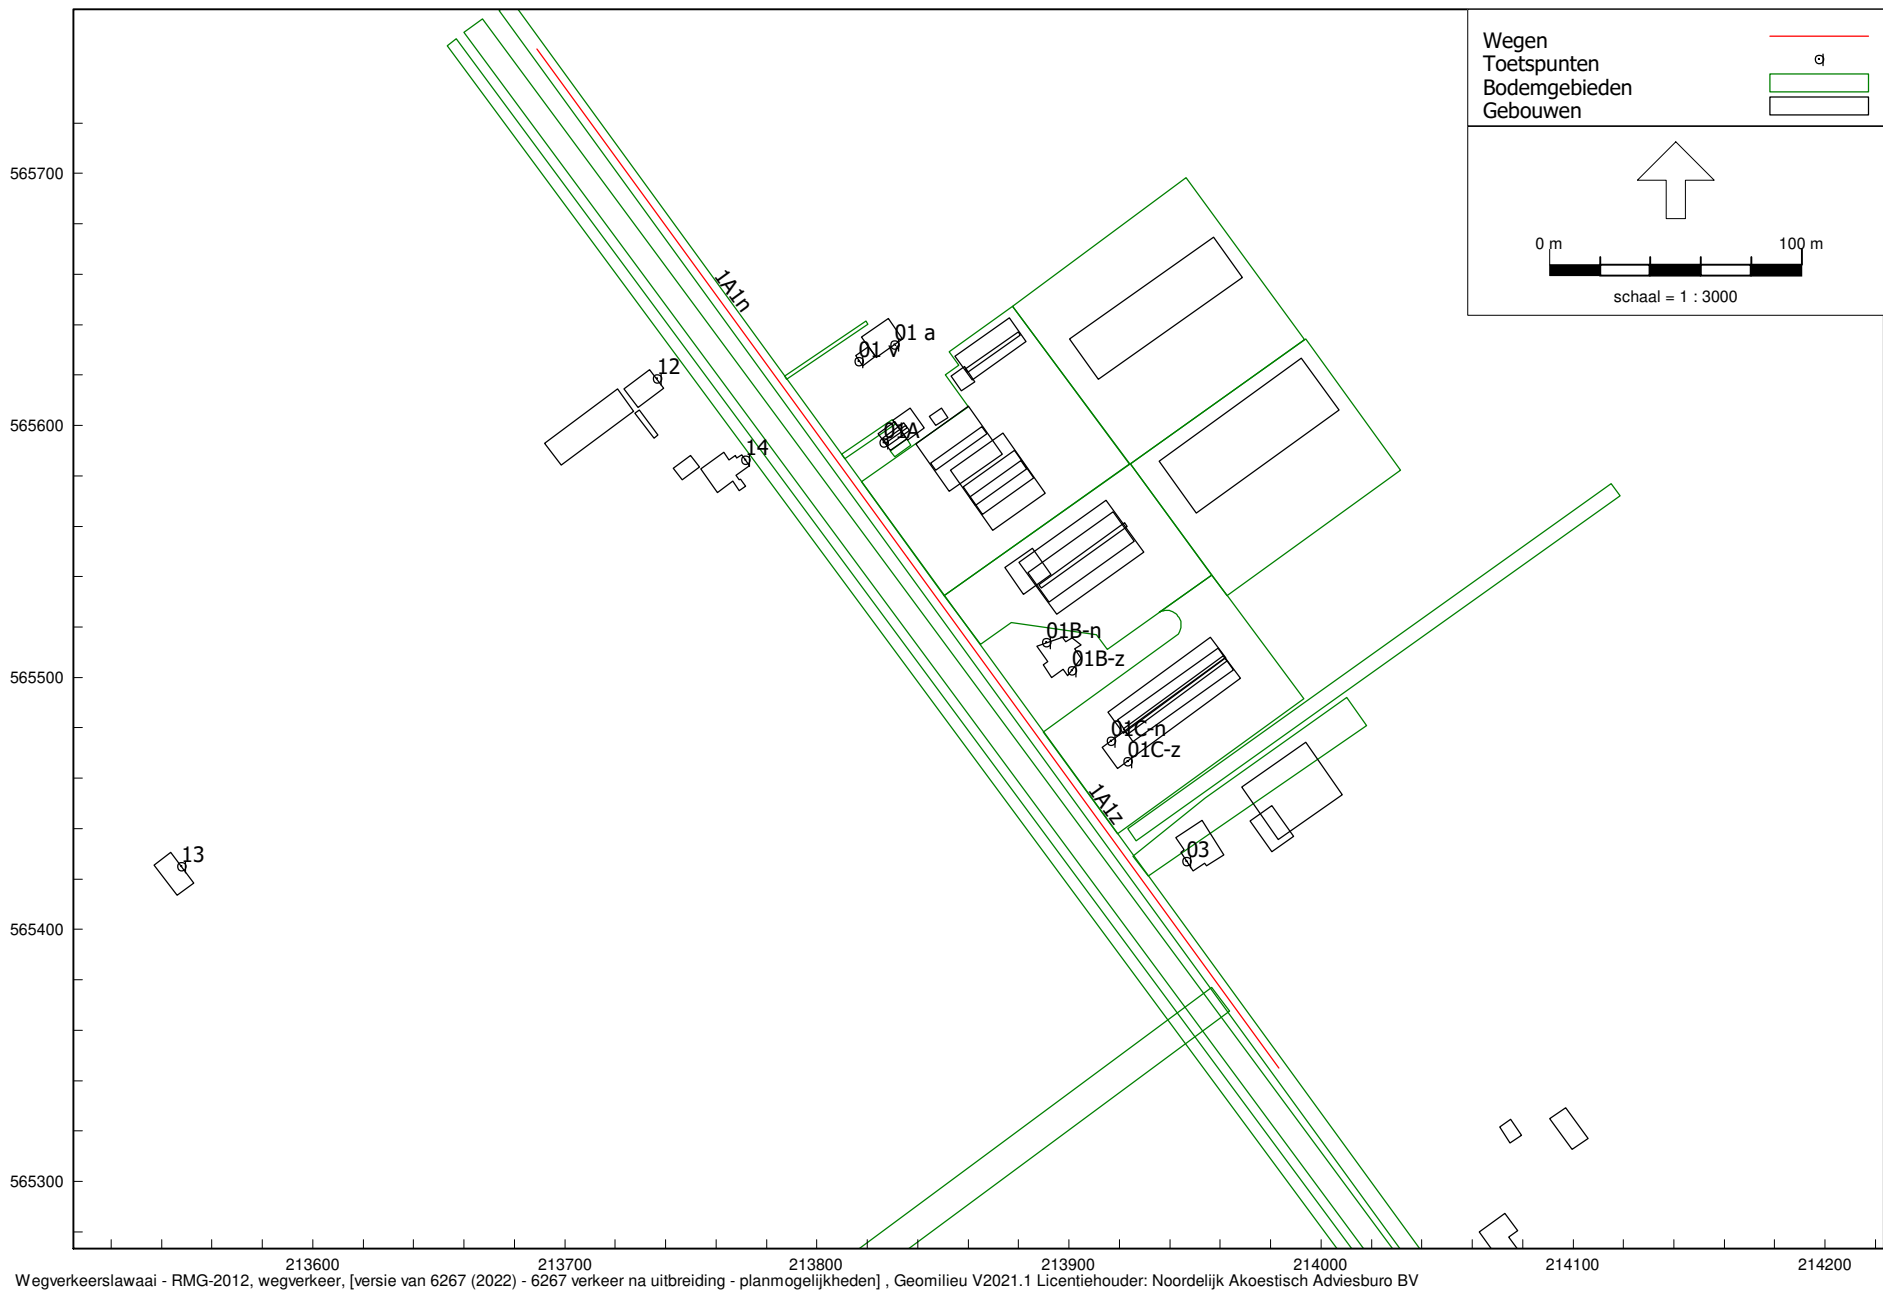 Wegen
Toetspunten
Bodemgebieden
Gebouwen
0 m 100 m
schaal = 1 : 3000
565700
565600
565500
565400
565300
1A1n
01 a
01 v
12
01A
14
01B-n
01B-z
01C-n
01C-z
1A1z
03
13
213600 213700 213800 213900 214000 214100 214200
Wegverkeerslawaai - RMG-2012, wegverkeer, [versie van 6267 (2022) - 6267 verkeer na uitbreiding - planmogelijkheden] , Geomilieu V2021.1 Licentiehouder: Noordelijk Akoestisch Adviesburo BV